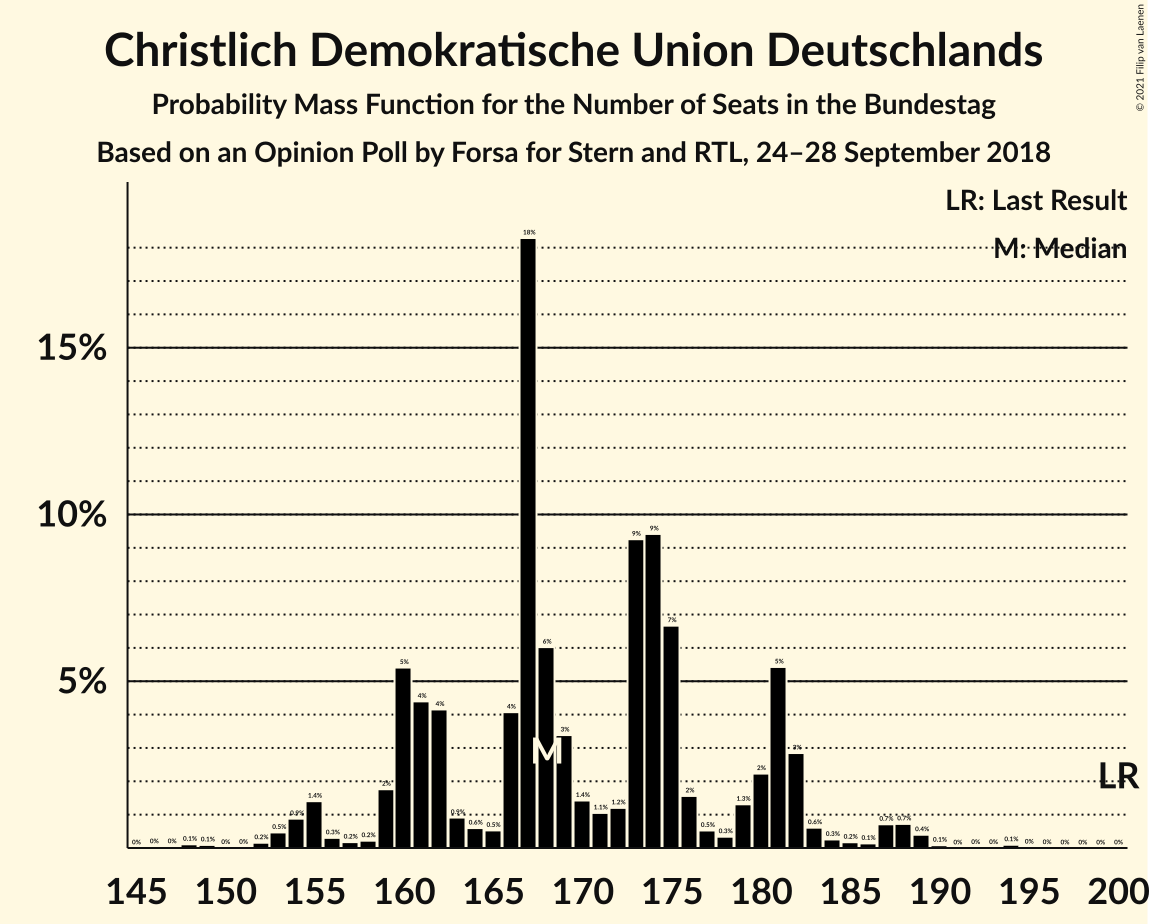 Christlich Demokratische Union Deutschlands
Probability Mass Function for the Number of Seats in the Bundestag
Based on an Opinion Poll by Forsa for Stern and RTL, 24–28 September 2018
© 2021 Filip van Laenen
LR: Last Result
M: Median
15%
10%
5%
0% 0% 0% 0.1% 0.1% 0% 0% 0.2% 0.5% 0.9% 1.4% 0.3% 0.2% 0.2% 2% 5% 4% 4% 0.9% 0.6% 0.5% 4% 18% 6% 3% 1.4% 1.1% 1.2% 9% 9% 7% 2% 0.5% 0.3% 1.3% 2% 5% 3% 0.6% 0.3% 0.2% 0.1% 0.7% 0.7% 0.4% 0.1% 0% 0% 0% 0.1% 0% 0% 0% 0% 0% 0%
M
LR
145 150 155 160 165 170 175 180 185 190 195 200